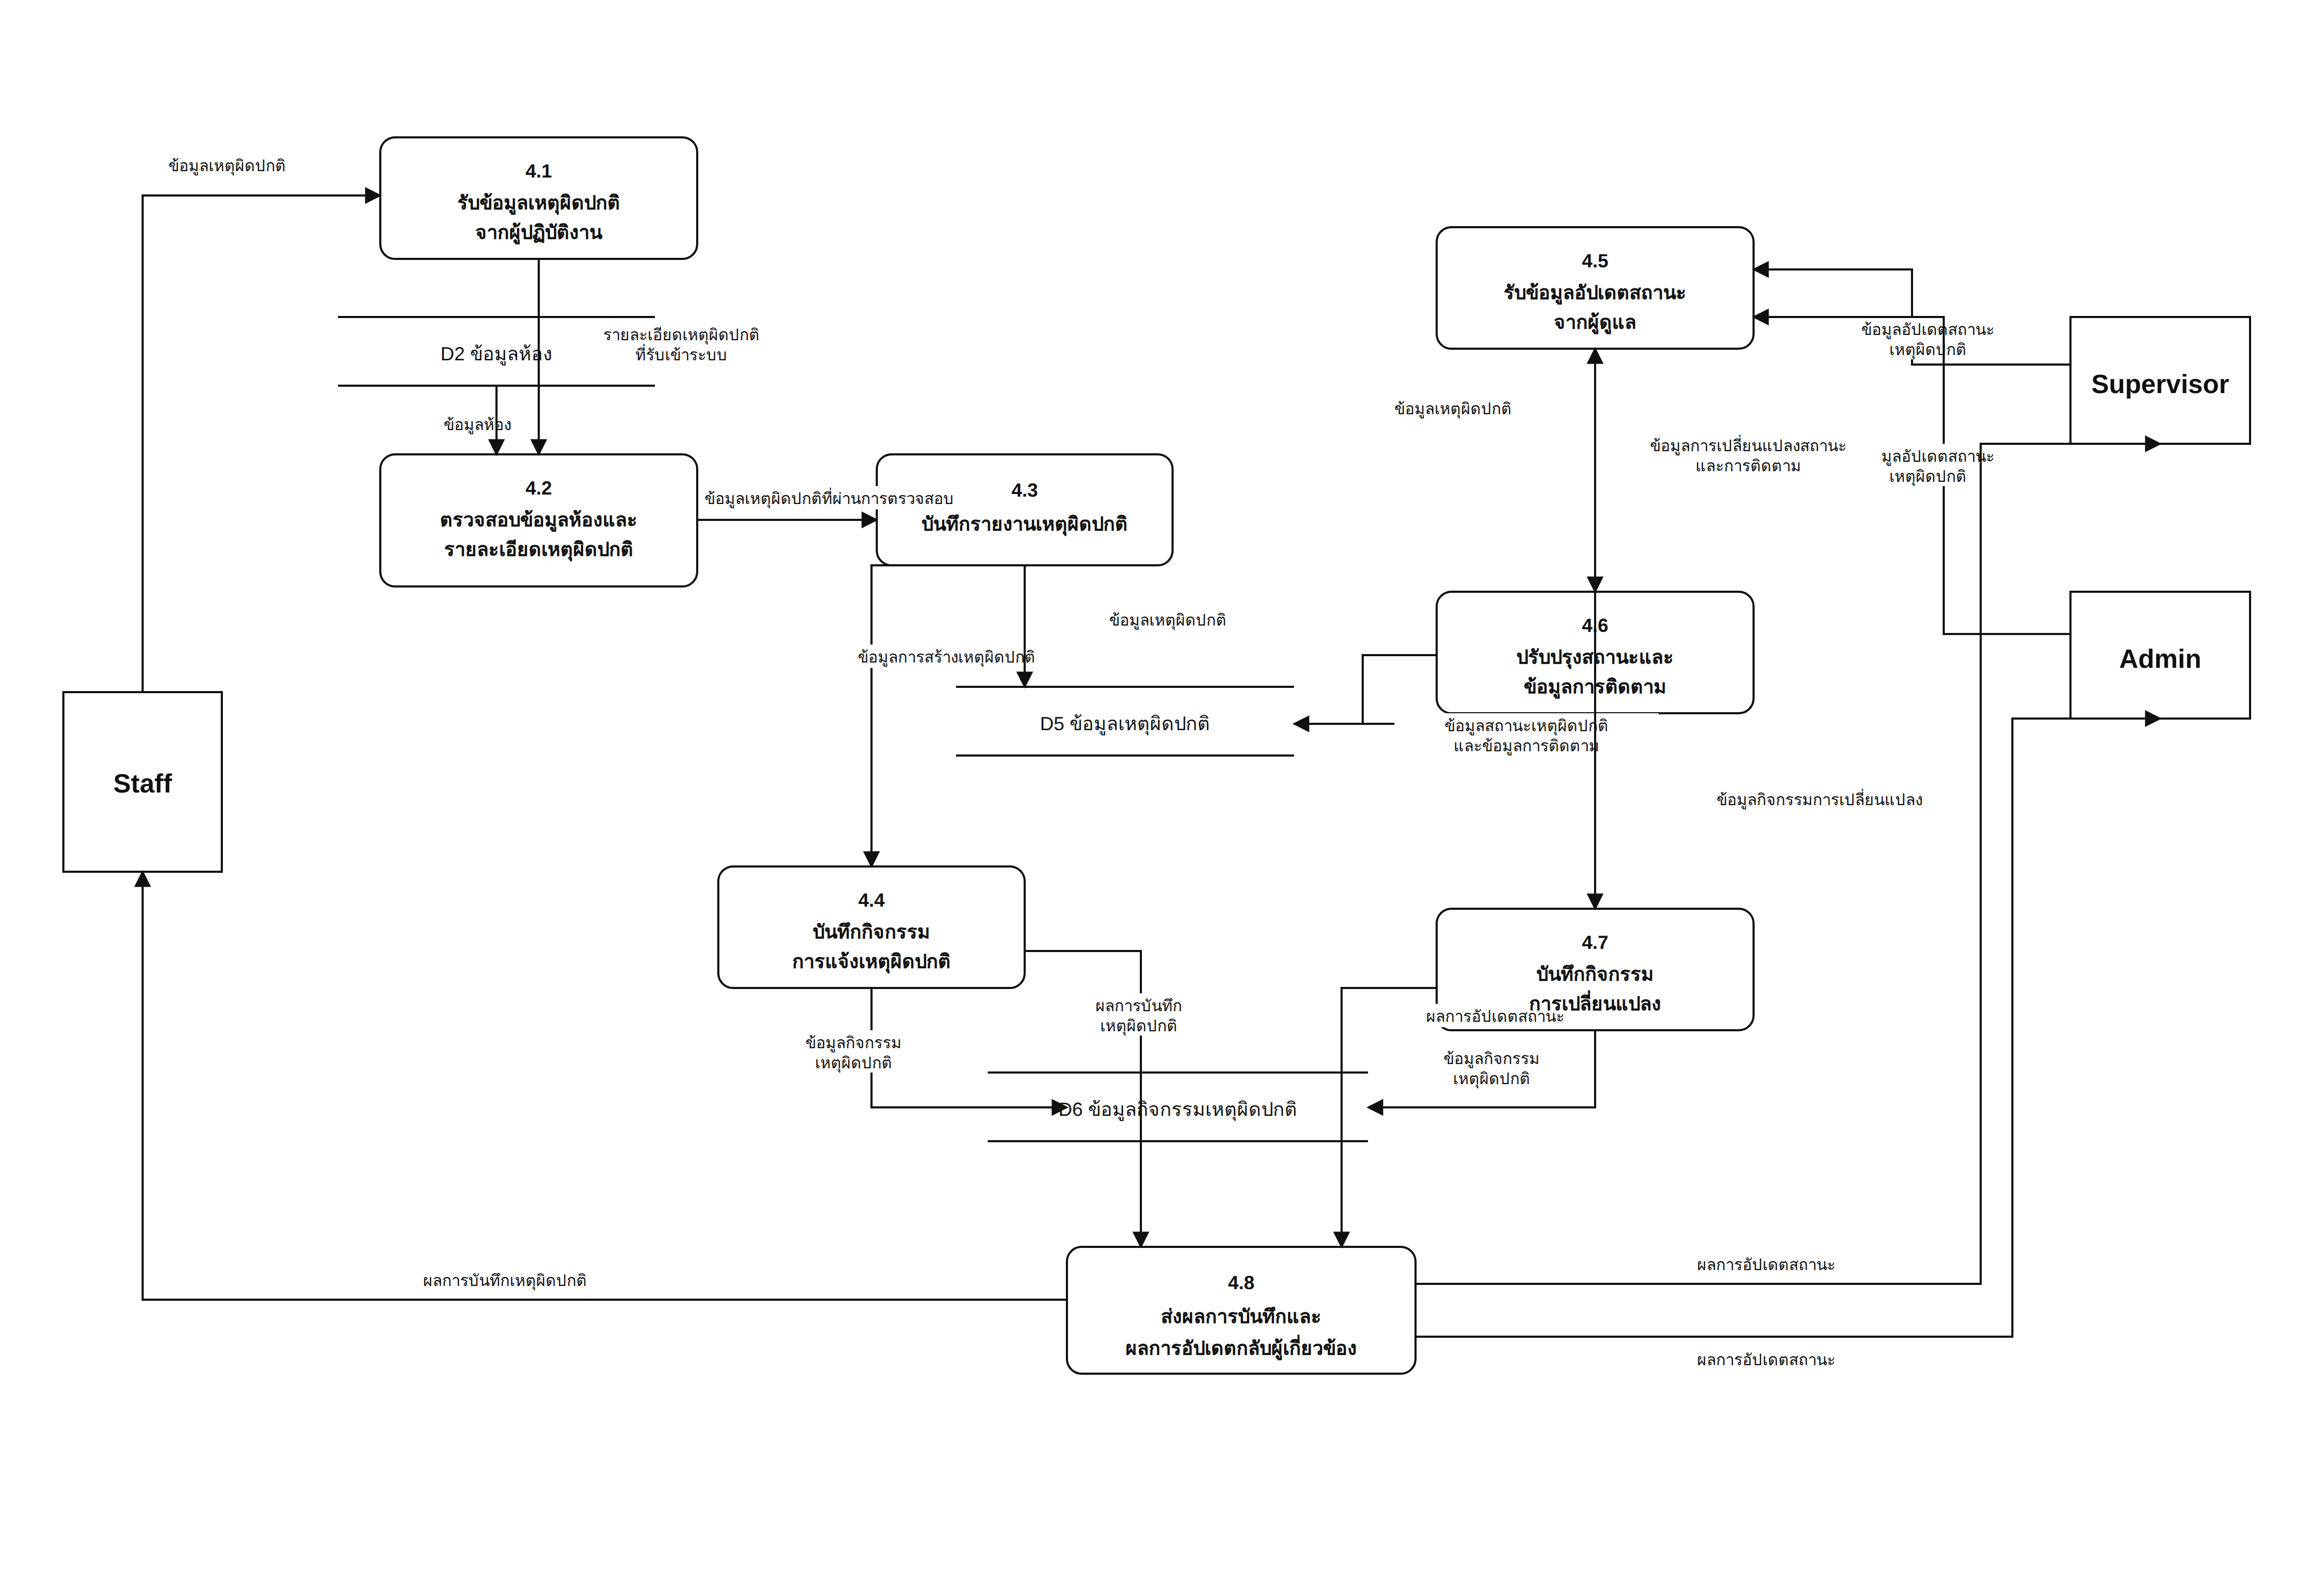 ข้อมูลเหตุผิดปกติ
4.1
รับข้อมูลเหตุผิดปกติ
จากผู้ปฏิบัติงาน
D2 ข้อมูลห้อง
รายละเอียดเหตุผิดปกติ
ที่รับเข้าระบบ
ข้อมูลห้อง
4.2
ตรวจสอบข้อมูลห้องและ
รายละเอียดเหตุผิดปกติ
ข้อมูลเหตุผิดปกติที่ผ่านการตรวจสอบ
4.3
บันทึกรายงานเหตุผิดปกติ
4.5
รับข้อมูลอัปเดตสถานะ
จากผู้ดูแล
ข้อมูลอัปเดตสถานะ
เหตุผิดปกติ
Supervisor
ข้อมูลเหตุผิดปกติ
ข้อมูลการเปลี่ยนแปลงสถานะ
และการติดตาม
มูลอัปเดตสถานะ
เหตุผิดปกติ
ข้อมูลเหตุผิดปกติ
ข้อมูลการสร้างเหตุผิดปกติ
4.6
ปรับปรุงสถานะและ
ข้อมูลการติดตาม
Admin
D5 ข้อมูลเหตุผิดปกติ
ข้อมูลสถานะเหตุผิดปกติ
และข้อมูลการติดตาม
Staff
ข้อมูลกิจกรรมการเปลี่ยนแปลง
4.4
บันทึกกิจกรรม
การแจ้งเหตุผิดปกติ
4.7
บันทึกกิจกรรม
การเปลี่ยนแปลง
ผลการบันทึก
เหตุผิดปกติ
ผลการอัปเดตสถานะ
ข้อมูลกิจกรรม
เหตุผิดปกติ
ข้อมูลกิจกรรม
เหตุผิดปกติ
D6 ข้อมูลกิจกรรมเหตุผิดปกติ
ผลการบันทึกเหตุผิดปกติ
4.8
ส่งผลการบันทึกและ
ผลการอัปเดตกลับผู้เกี่ยวข้อง
ผลการอัปเดตสถานะ
ผลการอัปเดตสถานะ